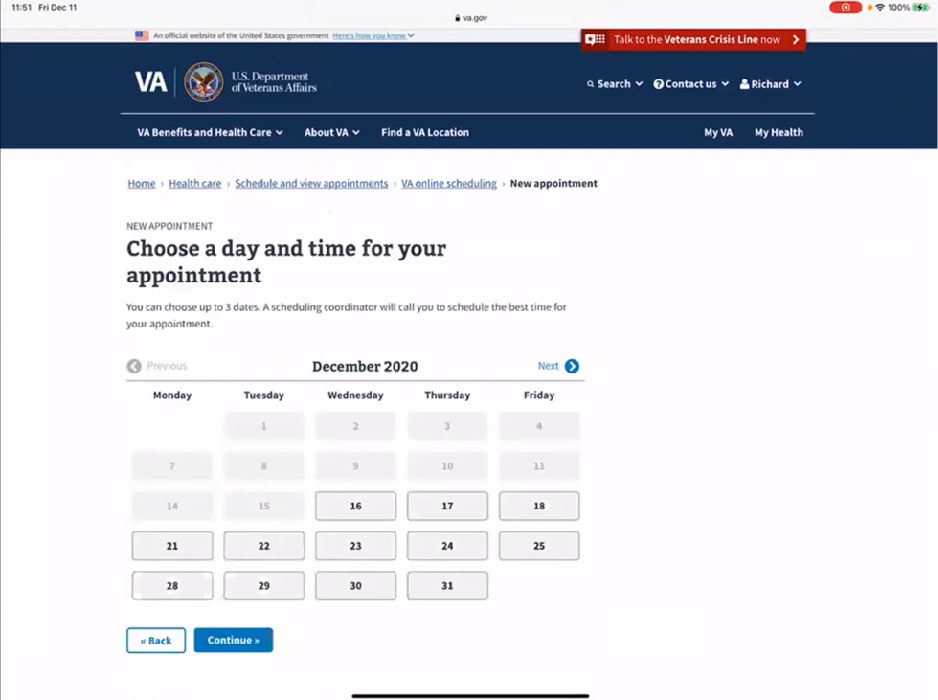 11:51 Fri Dec 11
100%
va.gov
An official website of the United States government Here's how you know
Talk to the Veterans Crisis Line now
VA
U.S. Department
of Veterans Affairs
Search Contact us Richard
VA Benefits and Health Care About VA Find a VA Location My VA My Health
Home › Health care › Schedule and view appointments › VA online scheduling › New appointment
NEW APPOINTMENT
Choose a day and time for your
appointment
You can choose up to 3 dates. A scheduling coordinator will call you to schedule the best time for
your appointment.
Previous December 2020 Next
Monday Tuesday Wednesday Thursday Friday
1 2 3 4
7 8 9 10 11
14 15 16 17 18
21 22 23 24 25
28 29 30 31
« Back Continue »